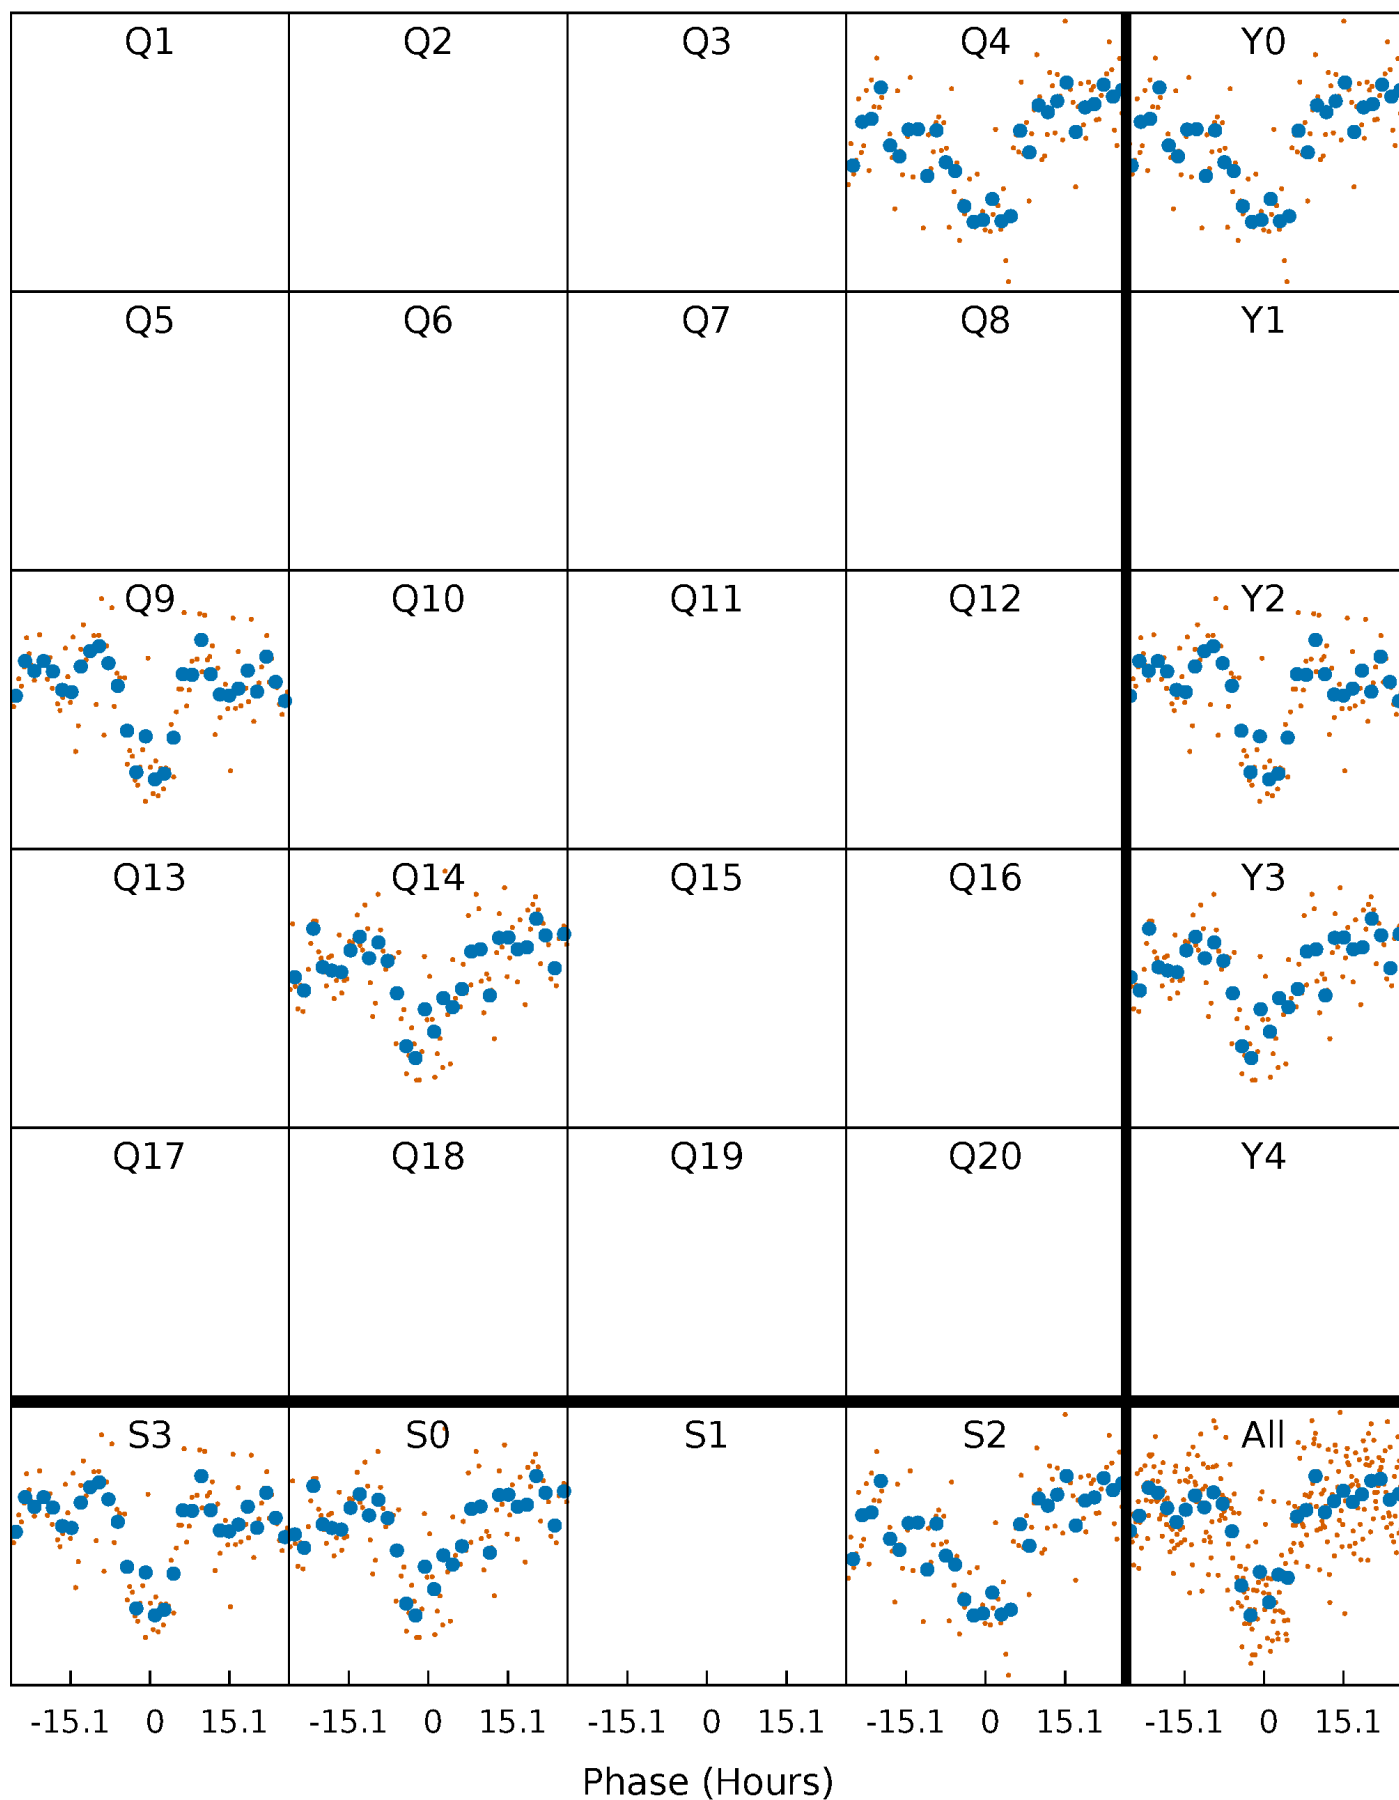 Q1 Q2 Q3 Q4 Y0
Q5 Q6 Q7 Q8 Y1
Q9 Q10 Q11 Q12 Y2
Q13 Q14 Q15 Q16 Y3
Q17 Q18 Q19 Q20 Y4
S3 S0 S1 S2 All
-15.1 0 15.1 -15.1 0 15.1 -15.1 0 15.1 -15.1 0 15.1 -15.1 0 15.1
Phase (Hours)